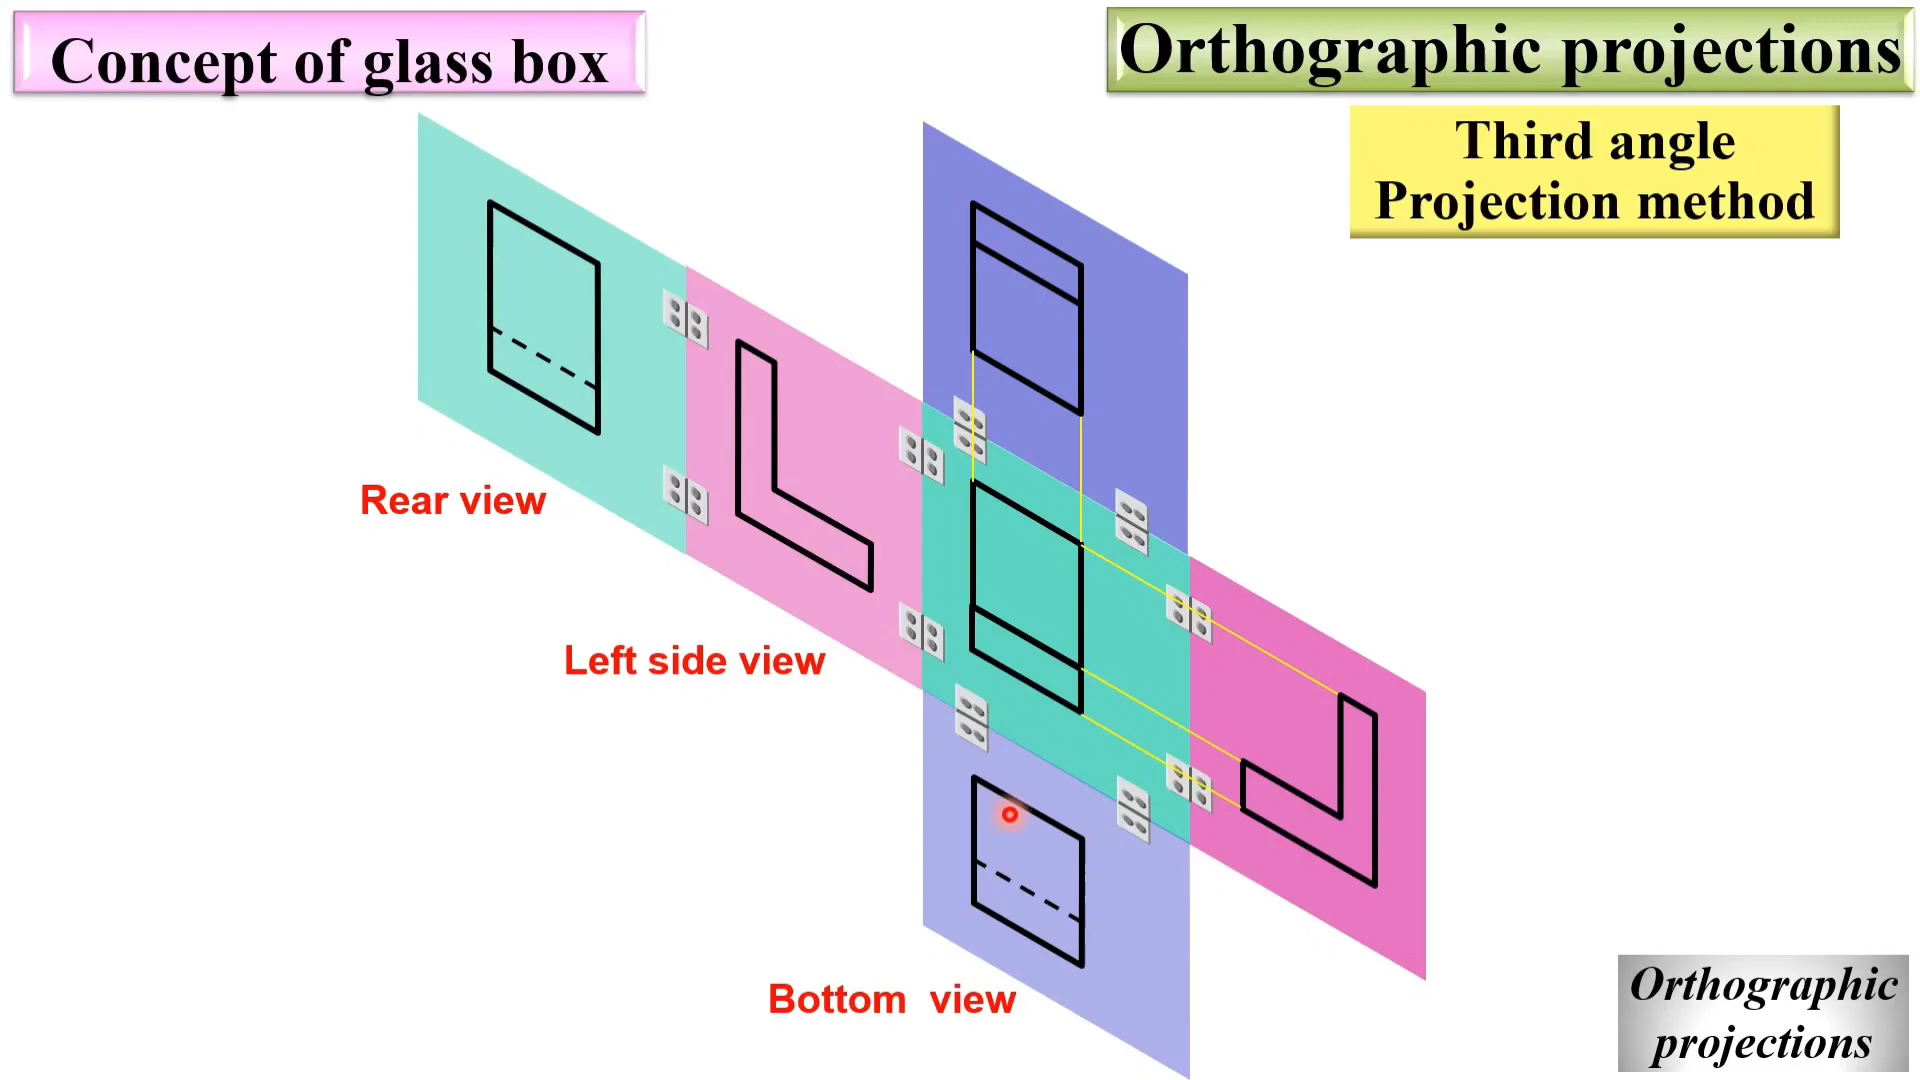 Concept of glass box
Orthographic projections
Third angle
Projection method
Rear view
Left side view
Bottom view
Orthographic
projections